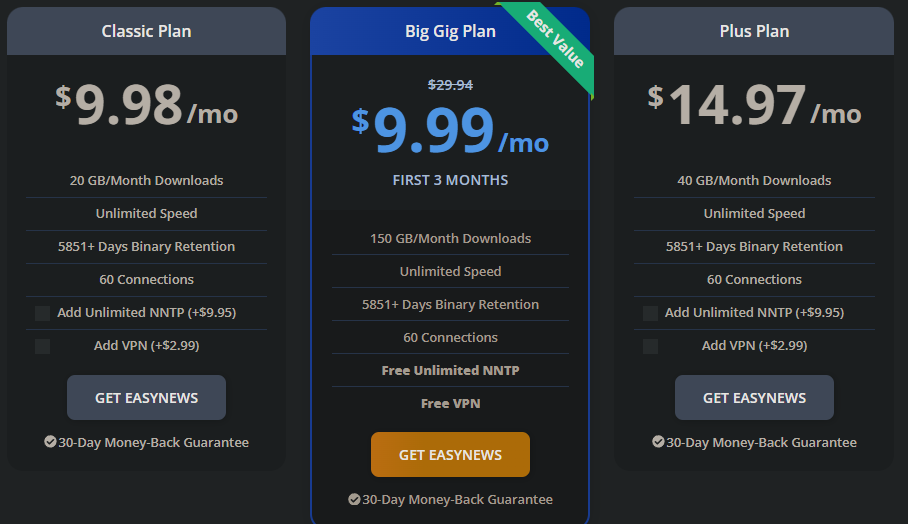 Classic Plan
$9.98/mo
20 GB/Month Downloads
Unlimited Speed
5851+ Days Binary Retention
60 Connections
Add Unlimited NNTP (+$9.95)
Add VPN (+$2.99)
GET EASYNEWS
30-Day Money-Back Guarantee
Big Gig Plan
Best Value
$29.94
$9.99/mo
FIRST 3 MONTHS
150 GB/Month Downloads
Unlimited Speed
5851+ Days Binary Retention
60 Connections
Free Unlimited NNTP
Free VPN
GET EASYNEWS
30-Day Money-Back Guarantee
Plus Plan
$14.97/mo
40 GB/Month Downloads
Unlimited Speed
5851+ Days Binary Retention
60 Connections
Add Unlimited NNTP (+$9.95)
Add VPN (+$2.99)
GET EASYNEWS
30-Day Money-Back Guarantee